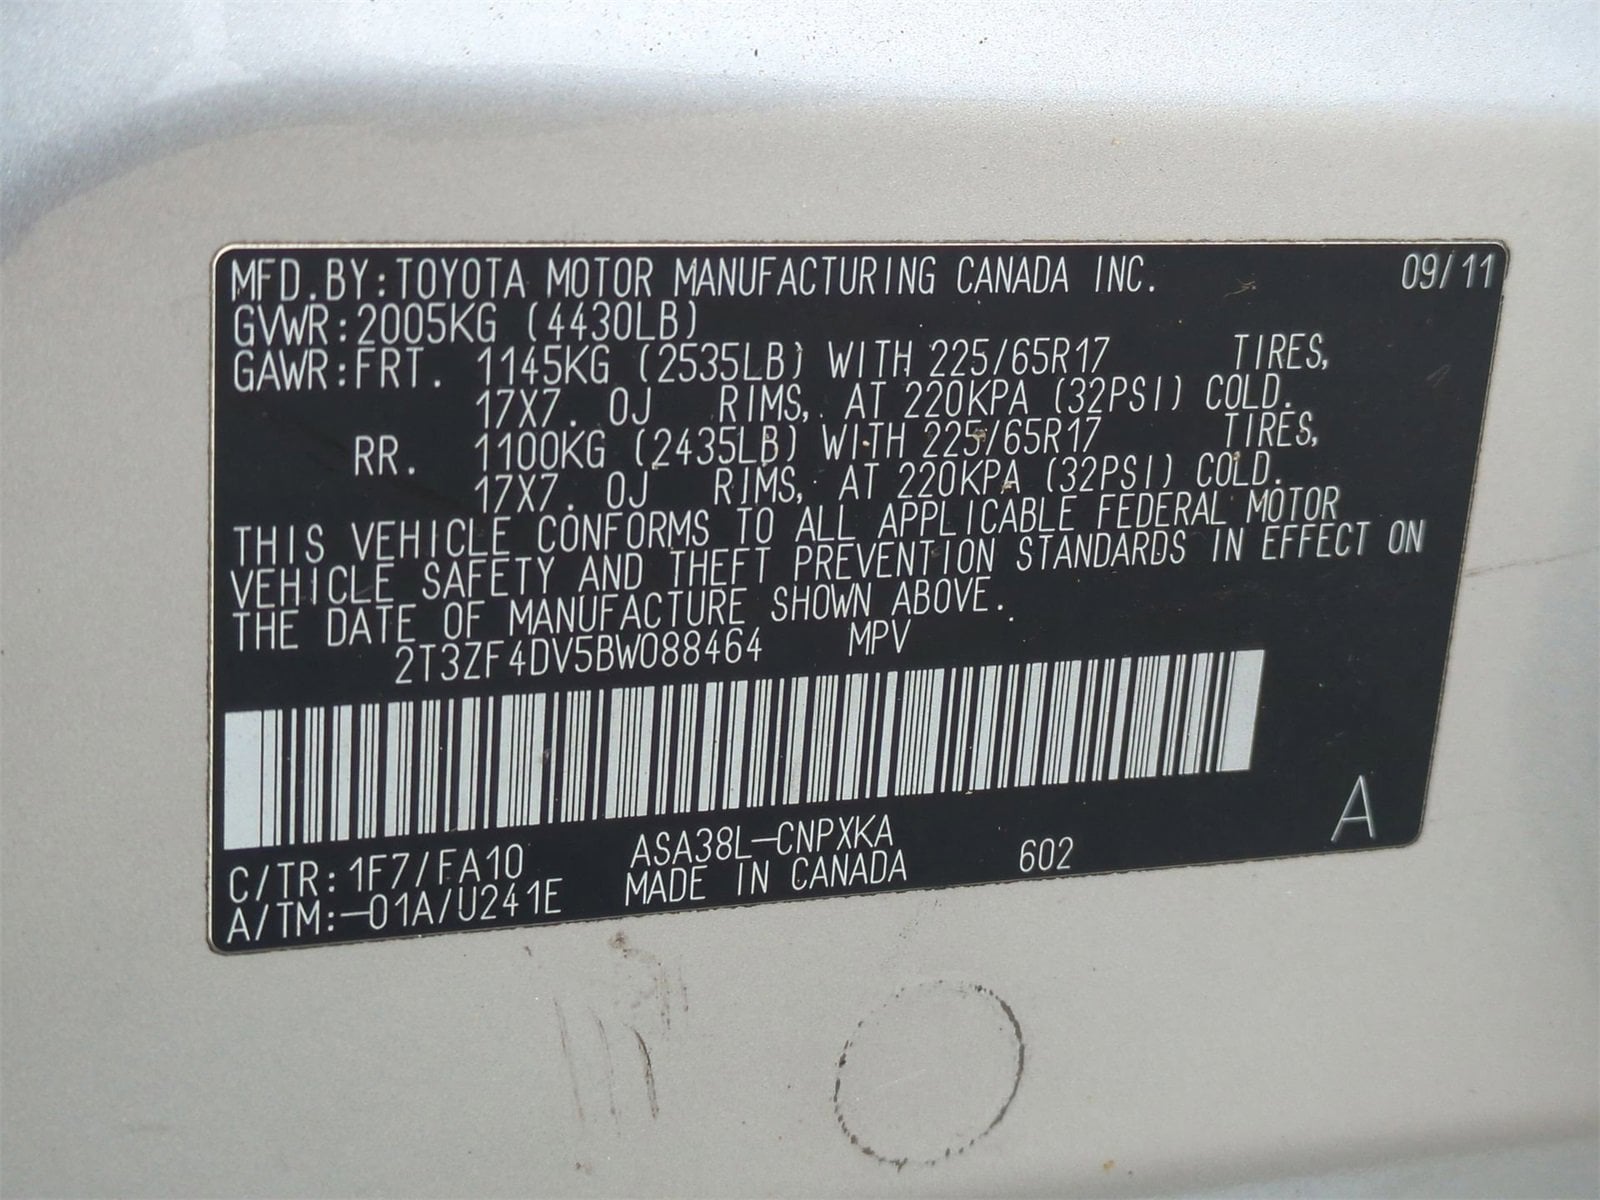 MFD.BY:TOYOTA MOTOR MANUFACTURING CANADA INC. 09/11
GVWR:2005KG (4430LB)
GAWR:FRT. 1145KG (2535LB) WITH 225/65R17 TIRES,
17X7. 0J RIMS, AT 220KPA (32PSI) COLD.
RR. 1100KG (2435LB) WITH 225/65R17 TIRES,
17X7. 0J RIMS, AT 220KPA (32PSI) COLD.
THIS VEHICLE CONFORMS TO ALL APPLICABLE FEDERAL MOTOR
VEHICLE SAFETY AND THEFT PREVENTION STANDARDS IN EFFECT ON
THE DATE OF MANUFACTURE SHOWN ABOVE.
2T3ZF4DV5BW088464 MPV
C/TR:1F7/FA10 ASA38L-CNPXKA 602 A
A/TM:-01A/U241E MADE IN CANADA